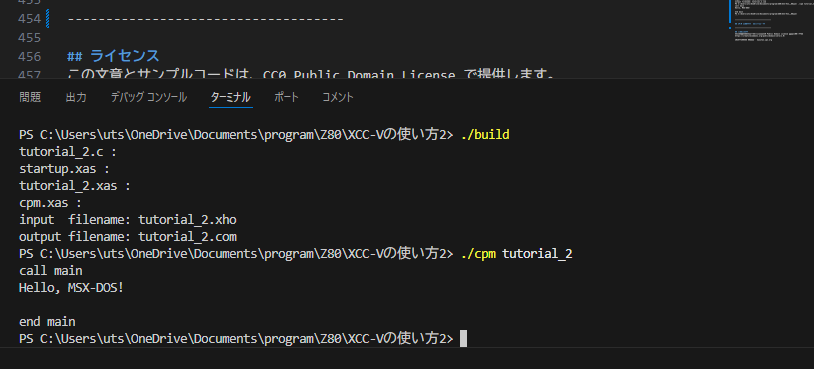 454 ------------------------------------
455
456 ## ライセンス
457 この文章とサンプルコードは、CC0 Public Domain License で提供します。
問題 出力 デバッグ コンソール ターミナル ポート コメント
PS C:\Users\uts\OneDrive\Documents\program\Z80\XCC-Vの使い方2> ./build
tutorial_2.c :
startup.xas :
tutorial_2.xas :
cpm.xas :
input  filename: tutorial_2.xho
output filename: tutorial_2.com
PS C:\Users\uts\OneDrive\Documents\program\Z80\XCC-Vの使い方2> ./cpm tutorial_2
call main
Hello, MSX-DOS!
end main
PS C:\Users\uts\OneDrive\Documents\program\Z80\XCC-Vの使い方2>